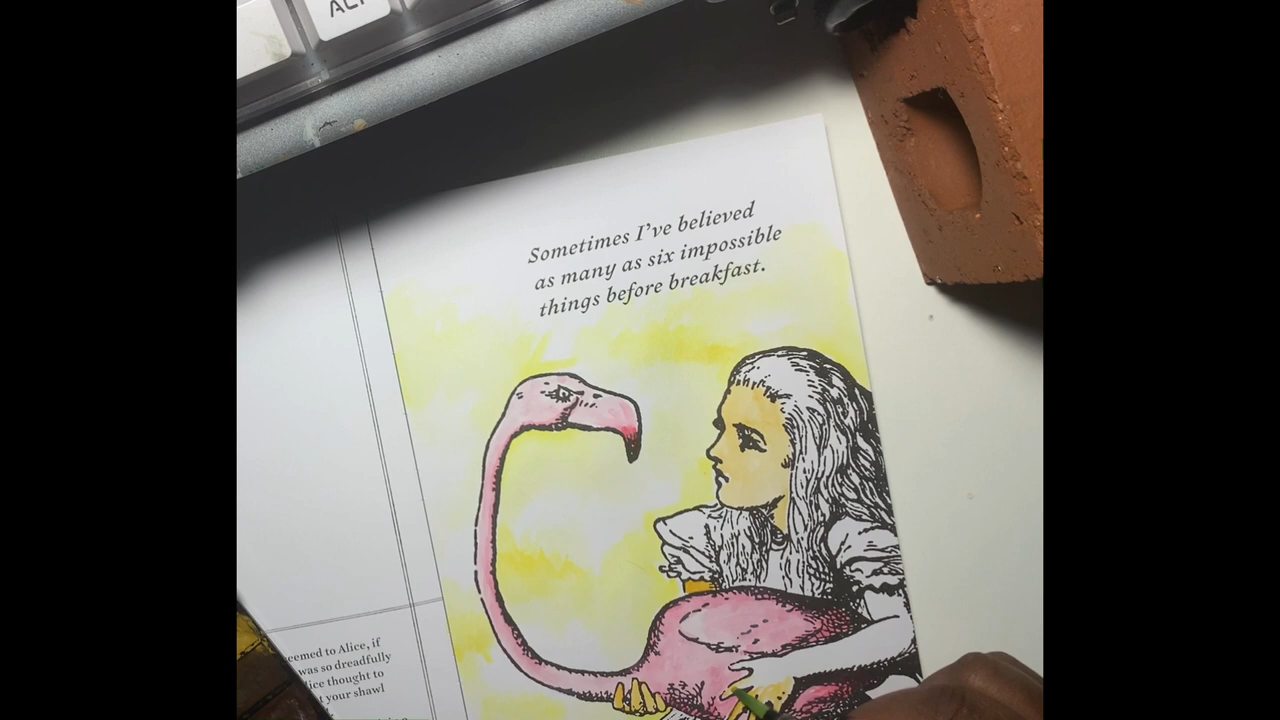 ALT
Sometimes I've believed
as many as six impossible
things before breakfast.
eemed to Alice, if
was so dreadfully
lice thought to
your shawl